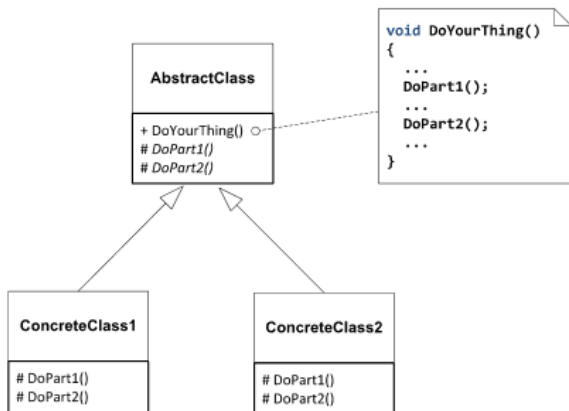 void DoYourThing()
{
...
DoPart1();
...
DoPart2();
...
}
AbstractClass
+ DoYourThing()
# DoPart1()
# DoPart2()
ConcreteClass1
# DoPart1()
# DoPart2()
ConcreteClass2
# DoPart1()
# DoPart2()